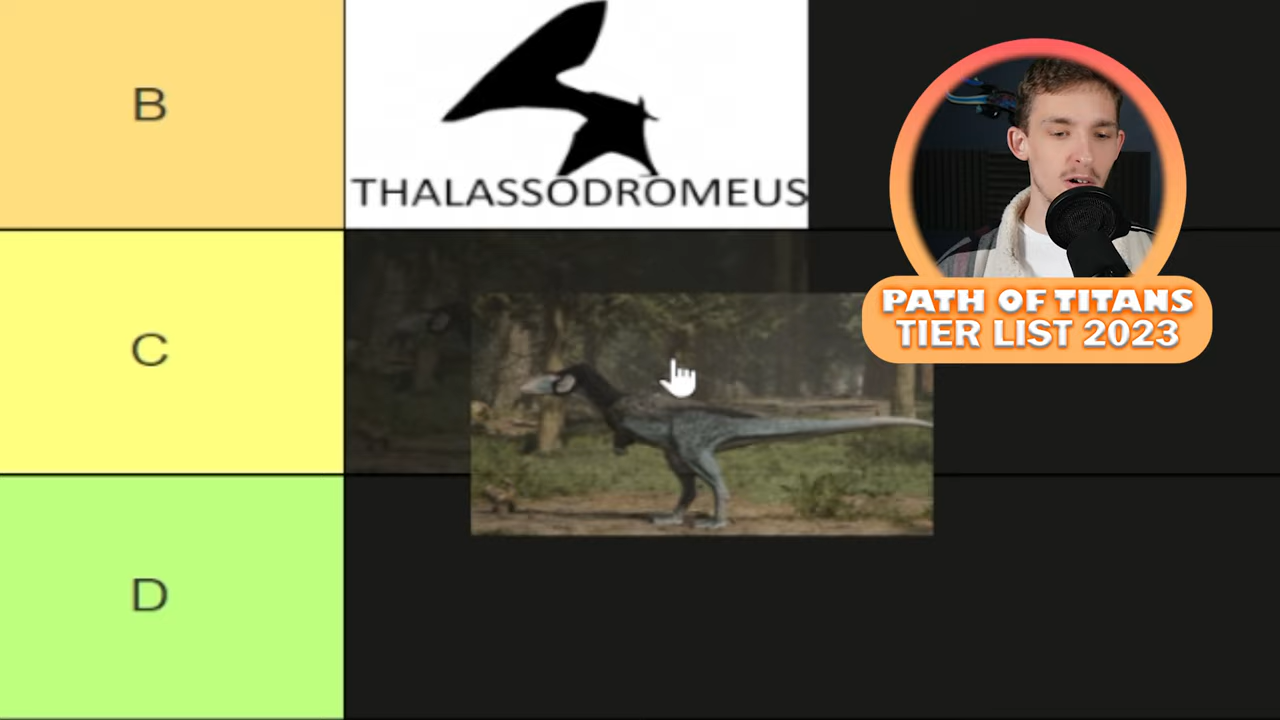 B
THALASSODROMEUS
PATH OF TITANS
TIER LIST 2023
C
D